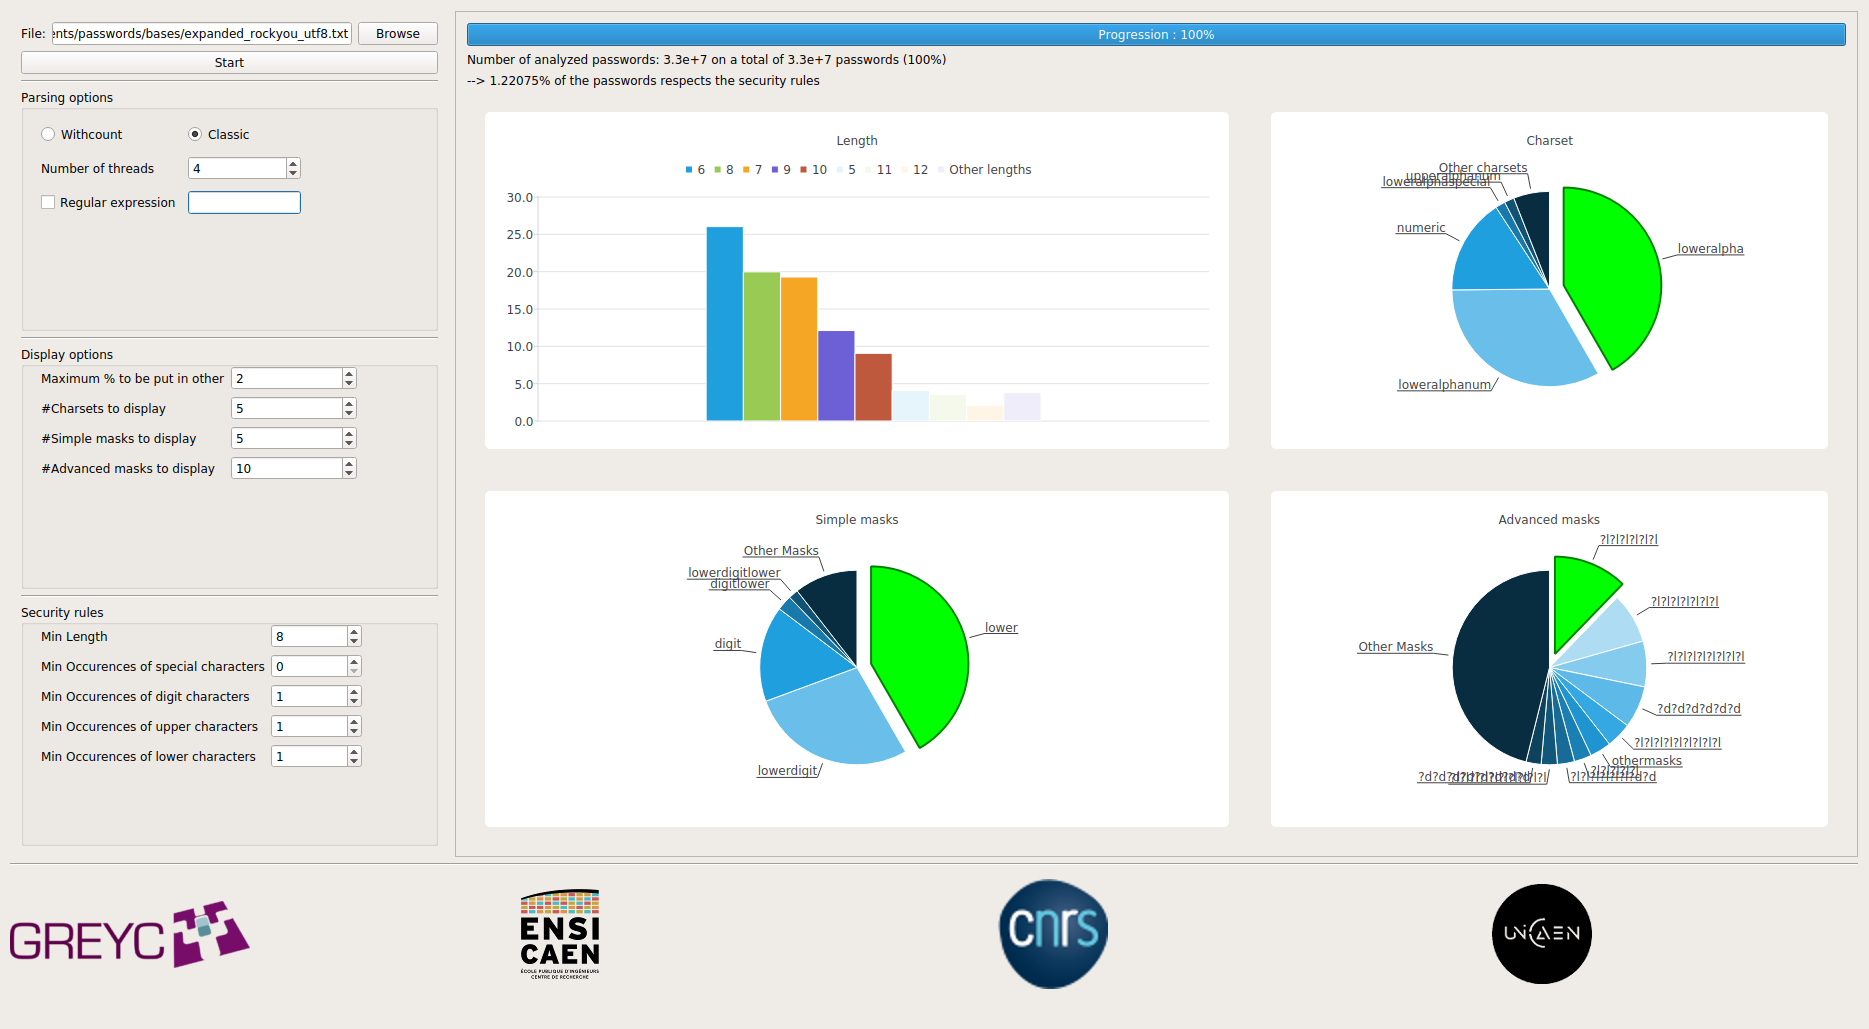 File: ents/passwords/bases/expanded_rockyou_utf8.txt Browse
Start
Parsing options
Withcount Classic
Number of threads 4
Regular expression
Display options
Maximum % to be put in other 2
#Charsets to display 5
#Simple masks to display 5
#Advanced masks to display 10
Security rules
Min Length 8
Min Occurences of special characters 0
Min Occurences of digit characters 1
Min Occurences of upper characters 1
Min Occurences of lower characters 1
Progression : 100%
Number of analyzed passwords: 3.3e+7 on a total of 3.3e+7 passwords (100%)
--> 1.22075% of the passwords respects the security rules
Length
6 8 7 9 10 5 11 12 Other lengths
30.0
25.0
20.0
15.0
10.0
5.0
0.0
Charset
Other charsets
upperalphanum
loweralphaspecial
numeric
loweralpha
loweralphanum
Simple masks
Other Masks
lowerdigitlower
digitlower
lower
digit
lowerdigit
Advanced masks
?l?l?l?l?l?l
?l?l?l?l?l?l?l
Other Masks
?l?l?l?l?l?l?l?l
?d?d?d?d?d?d
?l?l?l?l?l?l?l?l?l
othermasks
?l?l?l?l?l
?l?l?l?l?l?l?d?d
GREYC
ENSI
CAEN
ÉCOLE PUBLIQUE D'INGÉNIEURS
CENTRE DE RECHERCHE
cnrs
UNICAEN